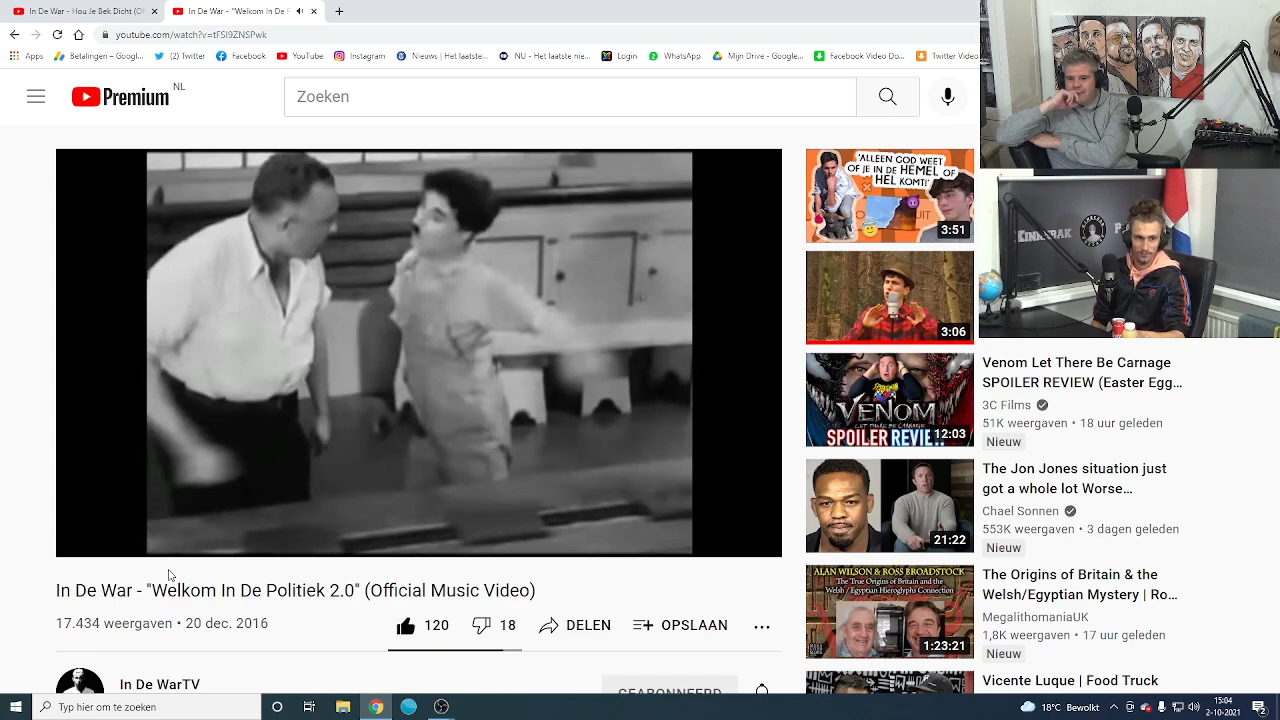 In De War - Hou Je Bek Dicht (O
In De War - "Welkom In De F
youtube.com/watch?v=tFSI9ZNSPwk
Apps
Betalingen – Googl...
(2) Twitter
Facebook
YouTube
Instagram
Nieuws | Het laatste...
NU - Het laatste nie...
Login
WhatsApp
Mijn Drive - Google...
Facebook Video Do...
Twitter Video
Premium
NL
Zoeken
'ALLEEN GOD WEET
OF JE IN DE HEMEL OF
HEL KOMT!'
3:51
3:06
VENOM
LET THERE BE CARNAGE
SPOILER REVIEW
12:03
Venom Let There Be Carnage
SPOILER REVIEW (Easter Egg...
3C Films
51K weergaven • 18 uur geleden
Nieuw
21:22
The Jon Jones situation just
got a whole lot Worse...
Chael Sonnen
553K weergaven • 3 dagen geleden
Nieuw
ALAN WILSON & ROSS BROADSTOCK
The True Origins of Britain and the
Welsh / Egyptian Hieroglyphs Connection
1:23:21
The Origins of Britain & the
Welsh/Egyptian Mystery | Ro...
MegalithomaniaUK
1,8K weergaven • 17 uur geleden
Nieuw
Vicente Luque | Food Truck
In De War - "Welkom In De Politiek 2.0" (Official Music Video)
17.434 weergaven • 20 dec. 2016
120
18
DELEN
OPSLAAN
...
In De WarTV
GEABONNEERD
Typ hier om te zoeken
15:04
2-10-2021
2